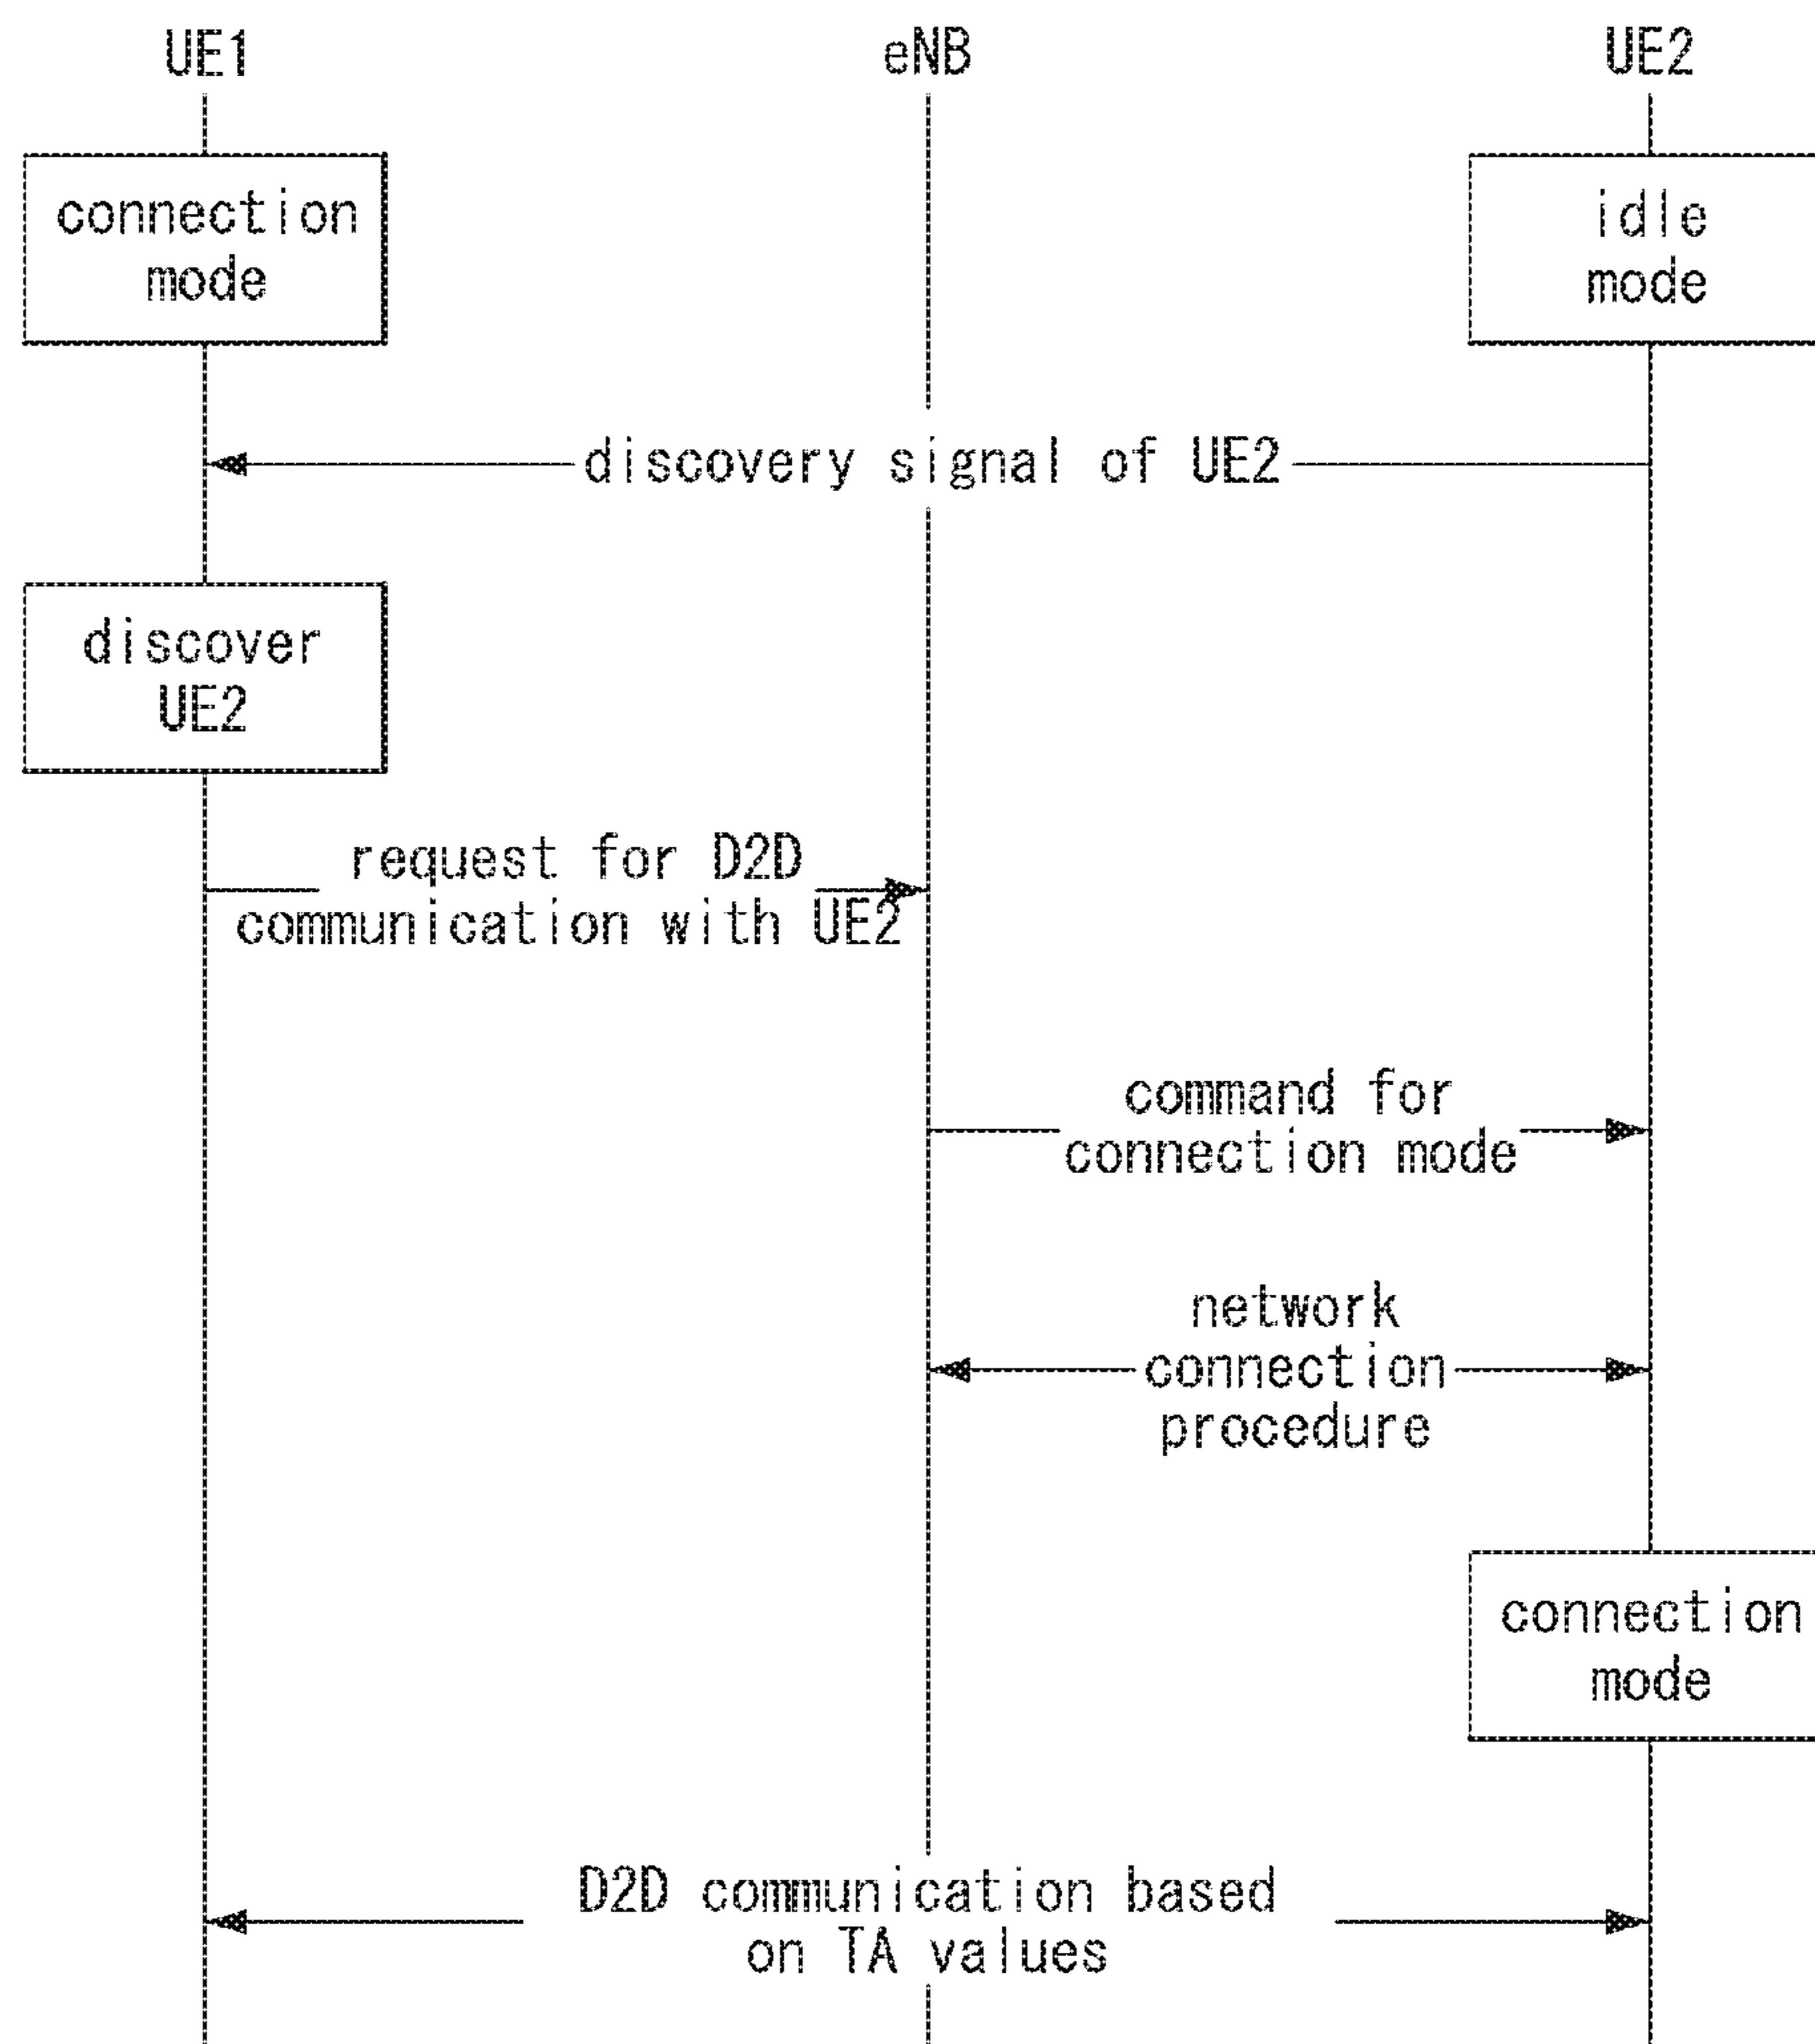 UE1
eNB
UE2
connection
mode
idle
mode
discovery signal of UE2
discover
UE2
request for D2D
communication with UE2
command for
connection mode
network
connection
procedure
connection
mode
D2D communication based
on TA values